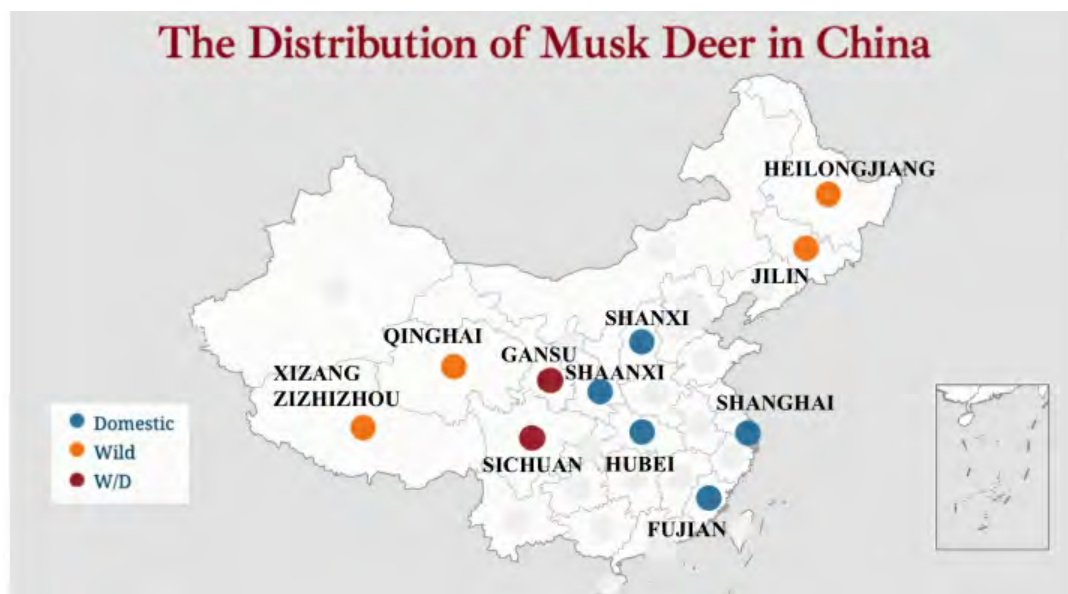 The Distribution of Musk Deer in China
HEILONGJIANG
JILIN
SHANXI
QINGHAI
GANSU
SHAANXI
XIZANG
ZIZHIZHOU
SHANGHAI
SICHUAN
HUBEI
FUJIAN
Domestic
Wild
W/D